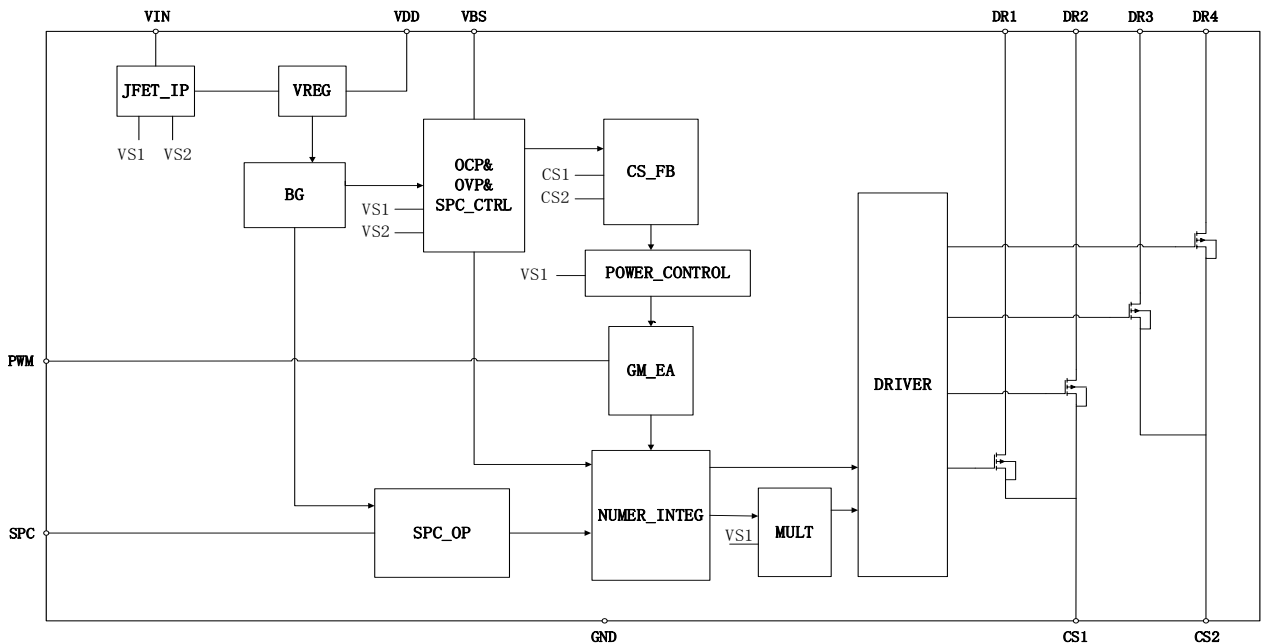 VIN
VDD
VBS
DR1
DR2
DR3
DR4
JFET_IP
VREG
VS1
VS2
BG
OCP&
OVP&
SPC_CTRL
VS1
VS2
CS1
CS2
CS_FB
VS1
POWER_CONTROL
PWM
GM_EA
DRIVER
SPC
SPC_OP
NUMER_INTEG
VS1
MULT
GND
CS1
CS2